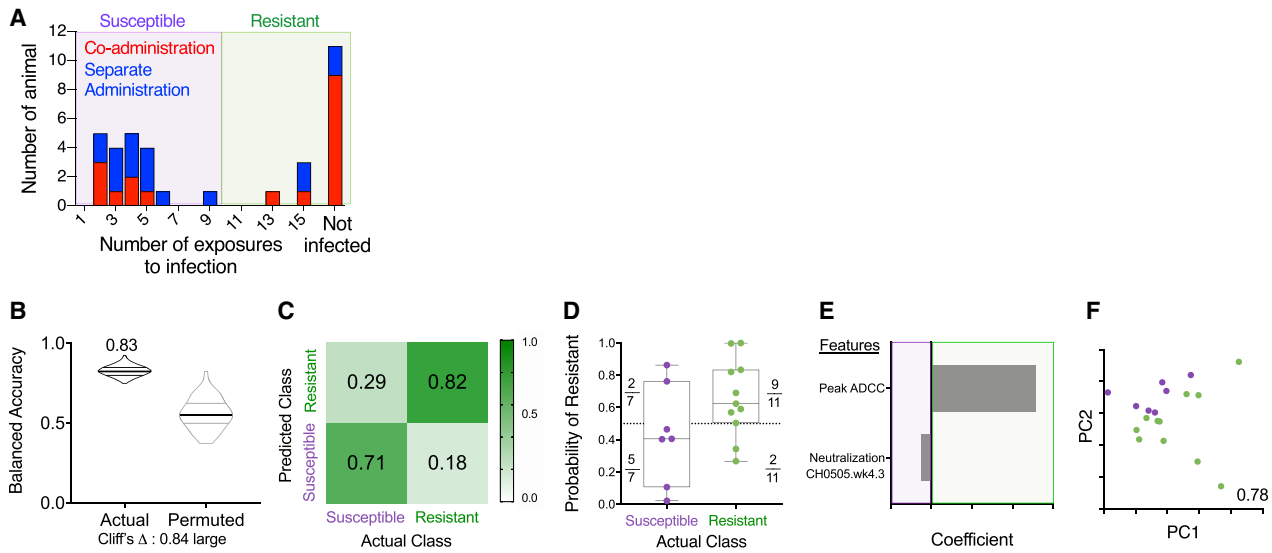 A
Susceptible
Resistant
12
10
8
6
4
2
0
Number of animal
Co-administration
Separate
Administration
1
3
5
7
9
11
13
15
Not
infected
Number of exposures
to infection
B
Balanced Accuracy
1.0
0.5
0.0
0.83
Actual
Permuted
Cliff's Δ : 0.84 large
C
Predicted Class
Susceptible
Resistant
0.29
0.82
0.71
0.18
1.0
0.5
0.0
Susceptible
Resistant
Actual Class
D
Probability of Resistant
1.0
0.8
0.6
0.4
0.2
0.0
2
7
9
11
5
7
2
11
Susceptible
Resistant
Actual Class
E
Features
Peak ADCC
Neutralization
CH0505.wk4.3
Coefficient
F
PC2
0.78
PC1